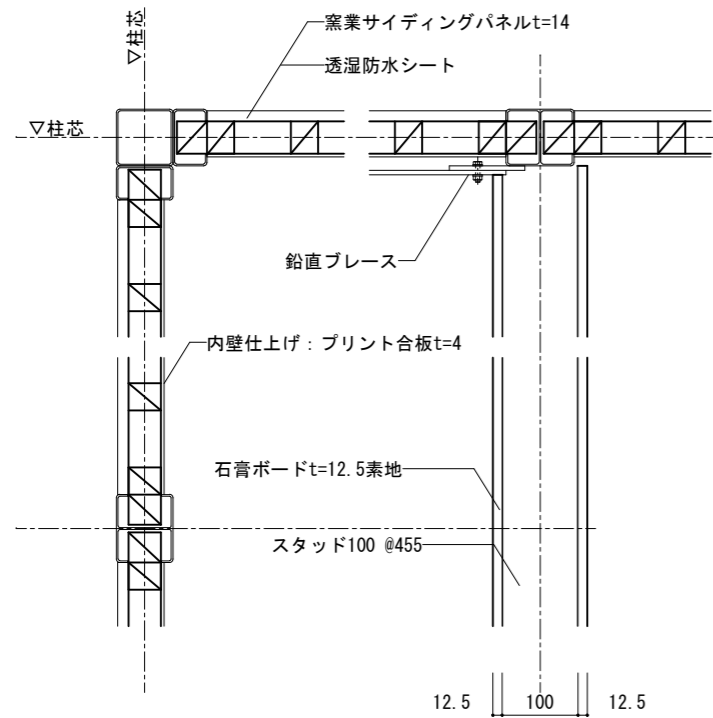 ▽柱芯
窯業サイディングパネルt=14
透湿防水シート
▽柱芯
鉛直ブレース
内壁仕上げ：プリント合板t=4
石膏ボードt=12.5素地
スタッド100 @455
12.5 100 12.5